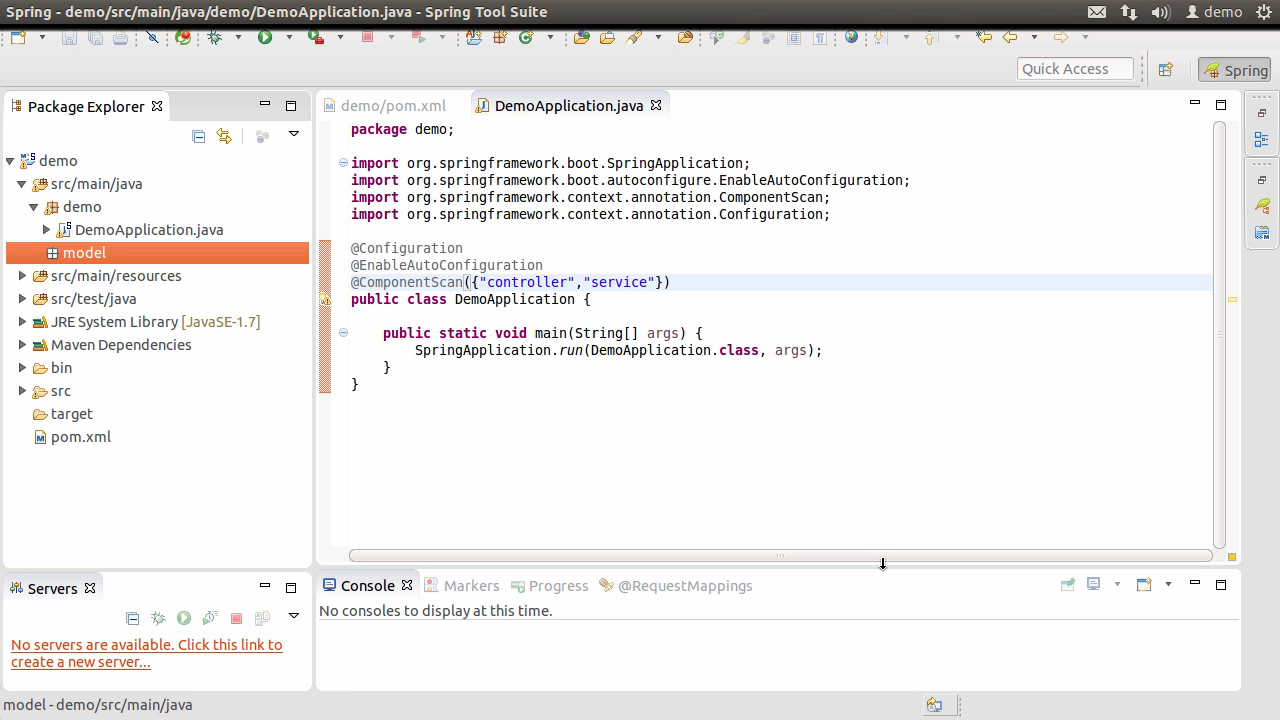 Spring - demo/src/main/java/demo/DemoApplication.java - Spring Tool Suite
demo
Quick Access
Spring
Package Explorer
demo/pom.xml
DemoApplication.java
demo
src/main/java
demo
DemoApplication.java
model
src/main/resources
src/test/java
JRE System Library [JavaSE-1.7]
Maven Dependencies
bin
src
target
pom.xml
package demo;
import org.springframework.boot.SpringApplication;
import org.springframework.boot.autoconfigure.EnableAutoConfiguration;
import org.springframework.context.annotation.ComponentScan;
import org.springframework.context.annotation.Configuration;
@Configuration
@EnableAutoConfiguration
@ComponentScan({"controller","service"})
public class DemoApplication {
public static void main(String[] args) {
SpringApplication.run(DemoApplication.class, args);
}
}
Servers
No servers are available. Click this link to
create a new server...
Console
Markers
Progress
@RequestMappings
No consoles to display at this time.
model - demo/src/main/java